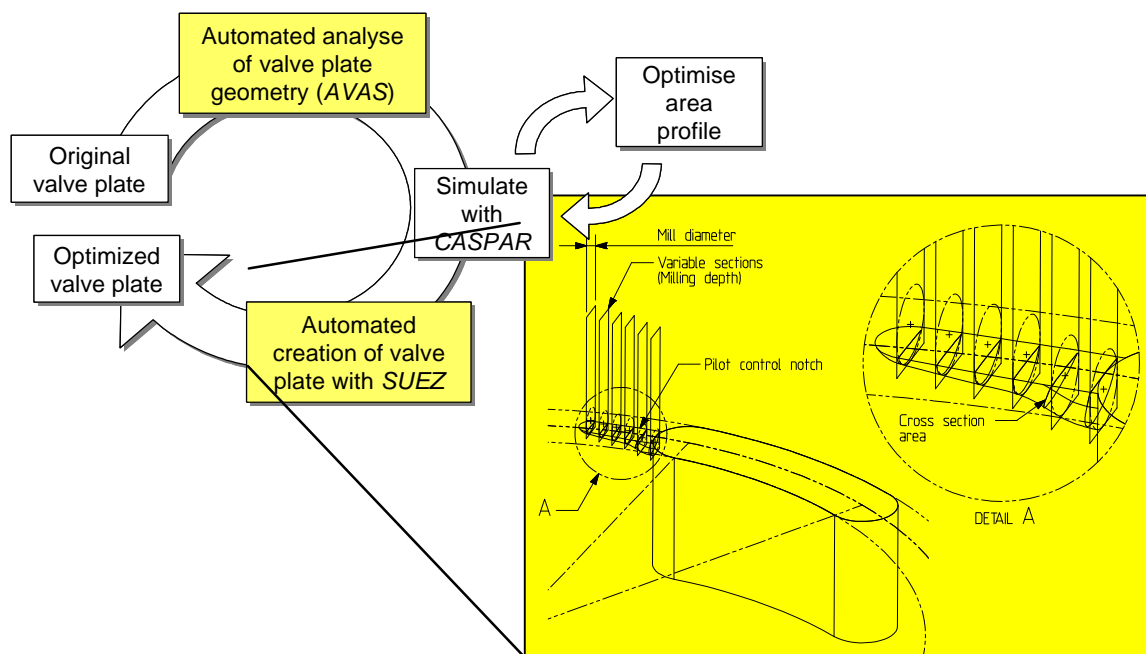 Automated analyse
of valve plate
geometry (AVAS)
Optimise
area
profile
Original
valve plate
Simulate
with
CASPAR
Optimized
valve plate
Automated
creation of valve
plate with SUEZ
Mill diameter
Variable sections
(Milling depth)
Pilot control notch
Cross section
area
A
DETAIL A